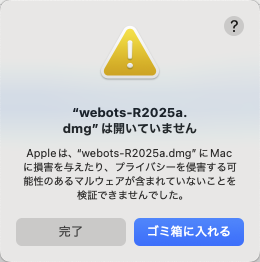 ?
“webots-R2025a.
dmg”は開いていません
Appleは、“webots-R2025a.dmg”にMac
に損害を与えたり、プライバシーを侵害する可
能性のあるマルウェアが含まれていないことを
検証できませんでした。
完了
ゴミ箱に入れる